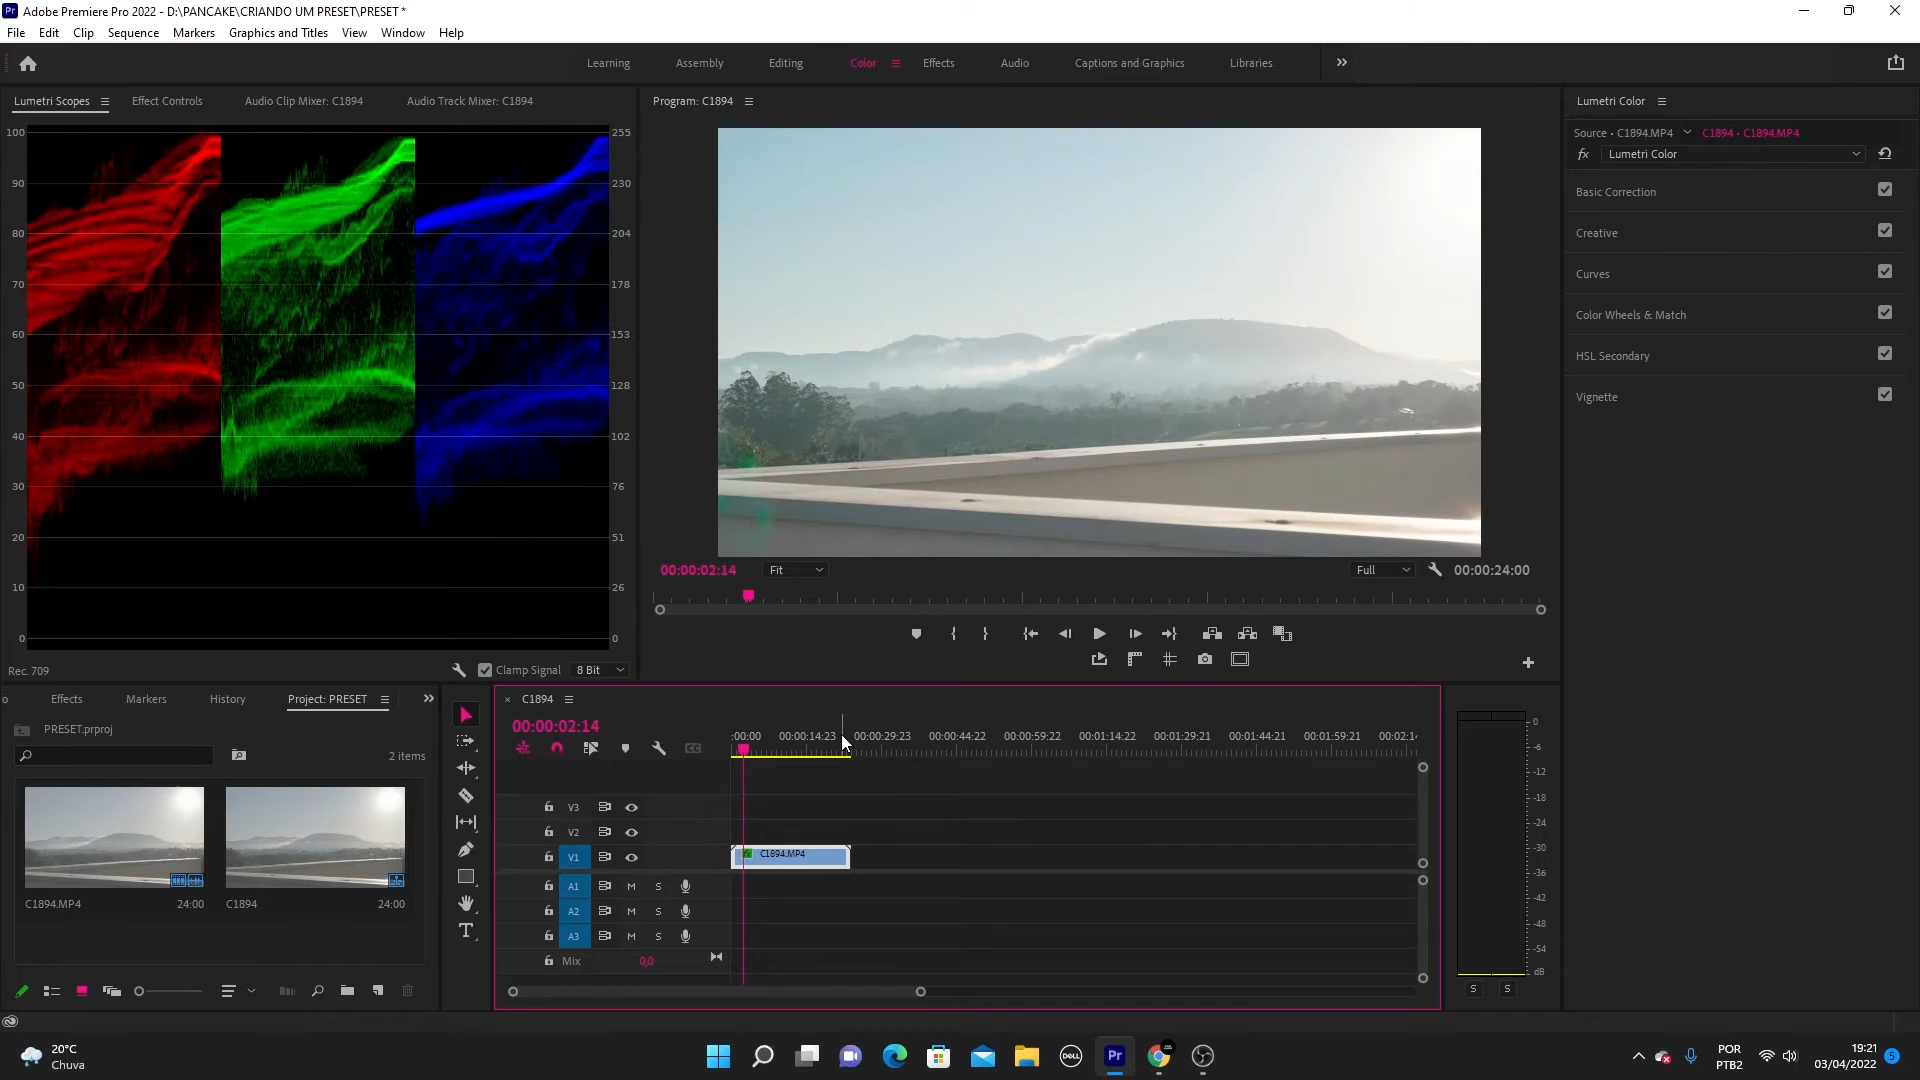 Adobe Premiere Pro 2022 - D:\PANCAKE\CRIANDO UM PRESET\PRESET *
File Edit Clip Sequence Markers Graphics and Titles View Window Help
Learning Assembly Editing Color Effects Audio Captions and Graphics Libraries
Lumetri Scopes Effect Controls Audio Clip Mixer: C1894 Audio Track Mixer: C1894
Program: C1894
Lumetri Color
Source • C1894.MP4 C1894 - C1894.MP4
fx Lumetri Color
Basic Correction
Creative
Curves
Color Wheels & Match
HSL Secondary
Vignette
100 255
90 230
80 204
70 178
60 153
50 128
40 102
30 76
20 51
10 26
0 0
Rec. 709 Clamp Signal 8 Bit
00:00:02:14 Fit Full 00:00:24:00
Effects Markers History Project: PRESET
PRESET.prproj
2 items
C1894.MP4 24:00 C1894 24:00
C1894
00:00:02:14
:00:00 00:00:14:23 00:00:29:23 00:00:44:22 00:00:59:22 00:01:14:22 00:01:29:21 00:01:44:21 00:01:59:21 00:02:14
V3
V2
V1 C1894.MP4
A1 M S
A2 M S
A3 M S
Mix 0,0
0
-6
-12
-18
-24
-30
-36
-42
-48
-54
dB
S S
20°C
Chuva
DELL
Pr
POR
PTB2
19:21
03/04/2022
5